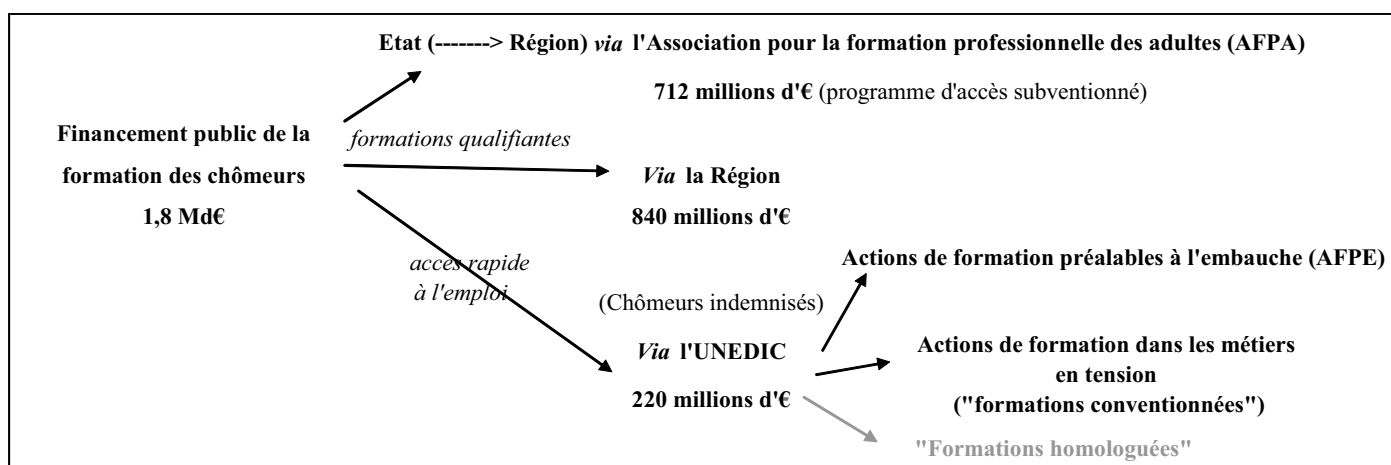 Etat (-------> Région) via l'Association pour la formation professionnelle des adultes (AFPA)
712 millions d'€ (programme d'accès subventionné)
Financement public de la
formation des chômeurs
1,8 Md€
formations qualifiantes
Via la Région
840 millions d'€
accès rapide
à l'emploi
Actions de formation préalables à l'embauche (AFPE)
(Chômeurs indemnisés)
Via l'UNEDIC
220 millions d'€
Actions de formation dans les métiers
en tension
("formations conventionnées")
"Formations homologuées"